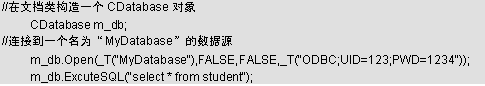 //在文档类构造一个 CDatabase 对象
CDatabase m_db;
//连接到一个名为“MyDatabase”的数据源
m_db.Open(_T("MyDatabase"),FALSE,FALSE,_T("ODBC;UID=123;PWD=1234"));
m_db.ExcuteSQL("select * from student");